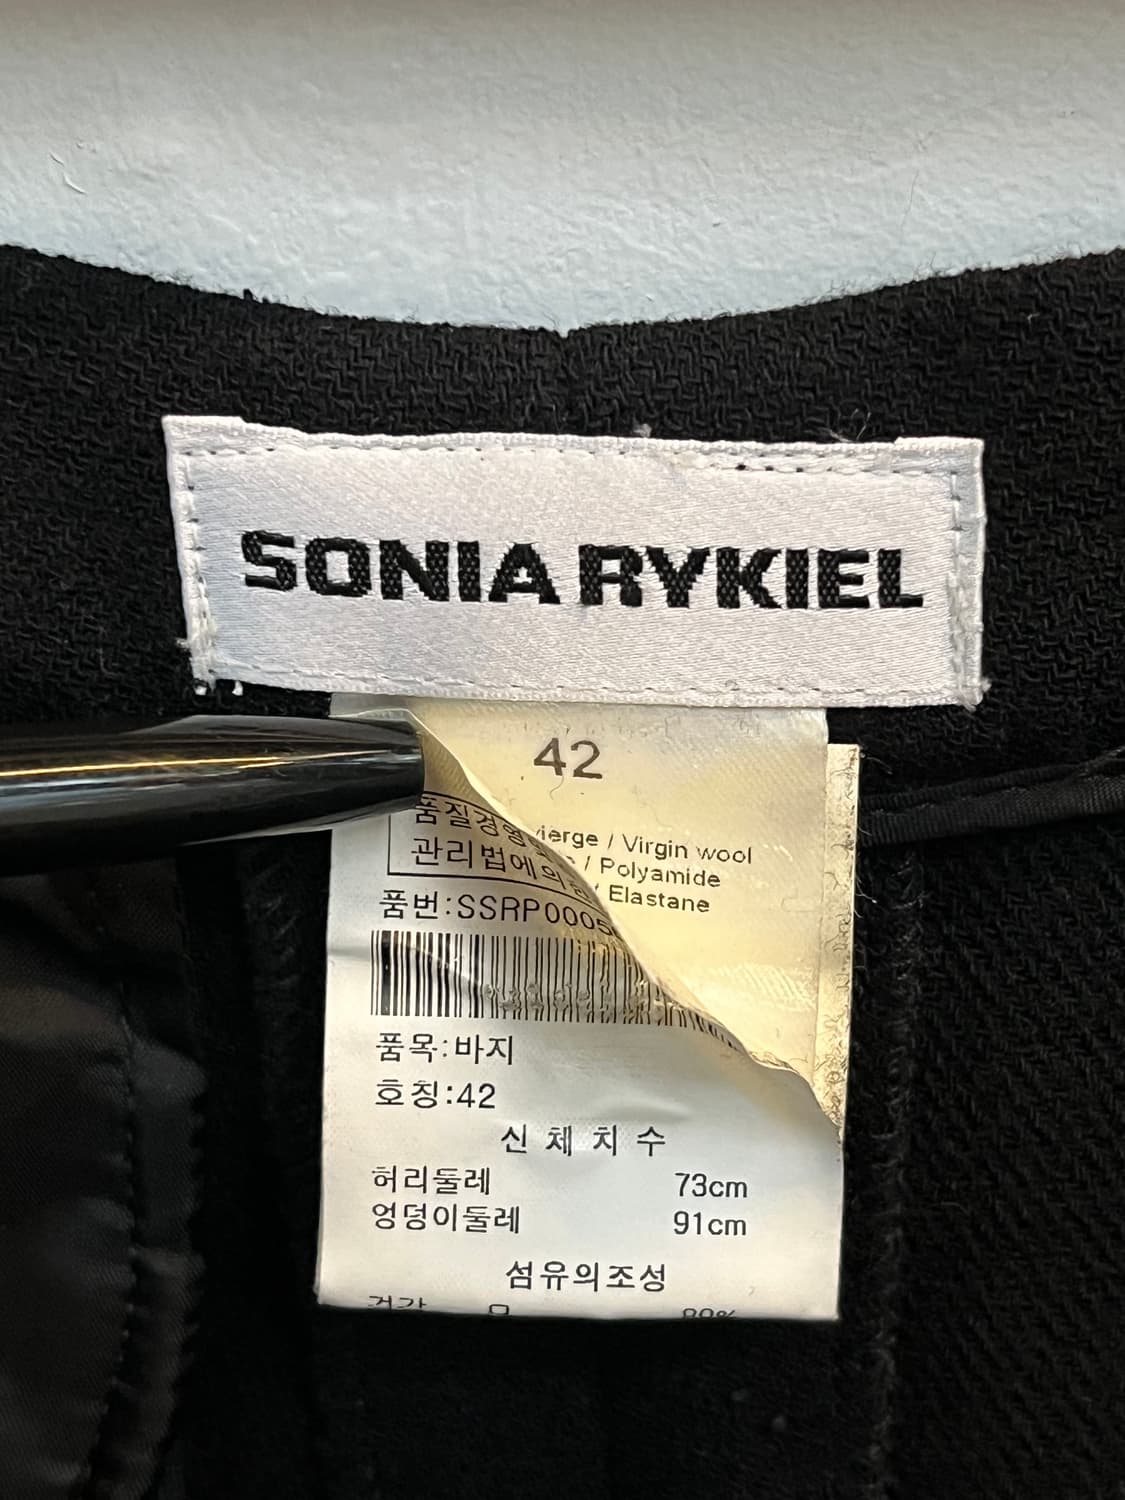 SONIA RYKIEL
42
/ Virgin wool
/ Polyamide
Elastane
품질경영
관리법에의
품번:SSRP0005
품목:바지
호칭:42
신 체 치 수
허리둘레 73cm
엉덩이둘레 91cm
섬유의조성